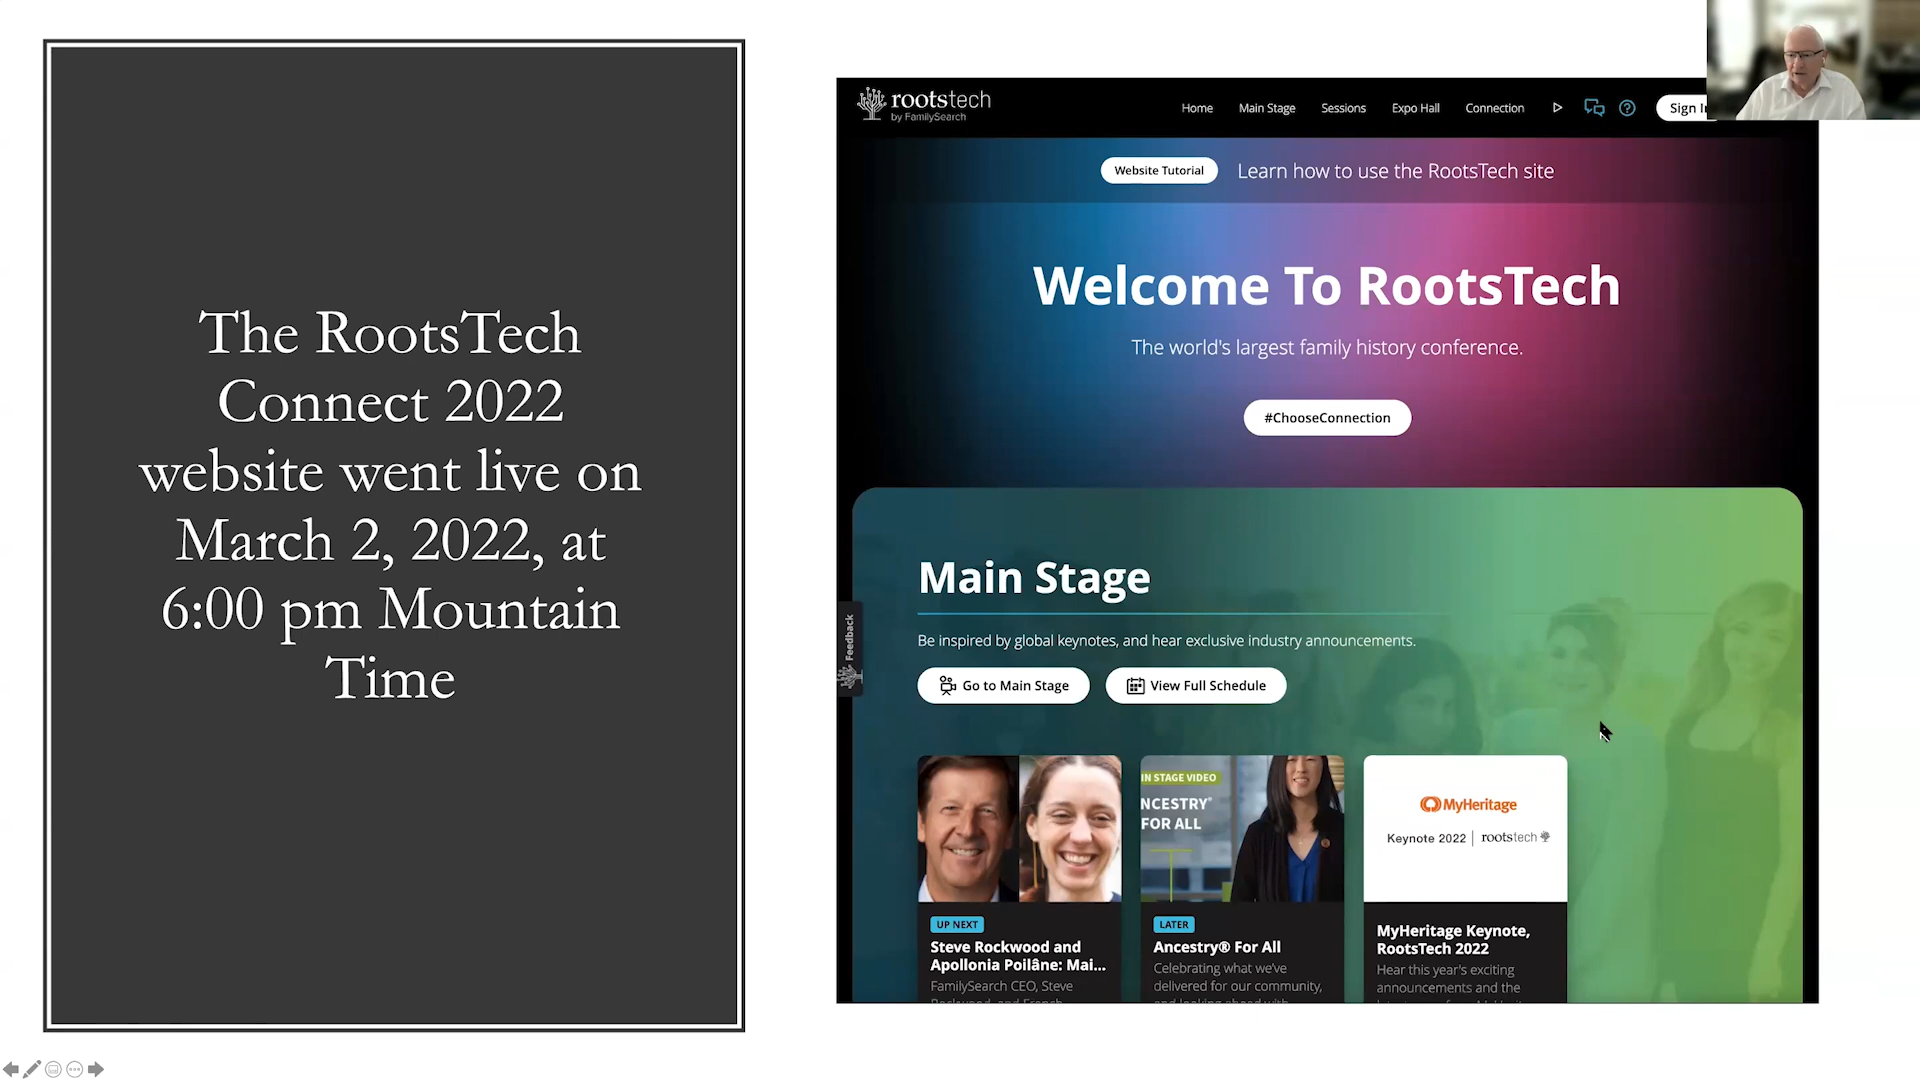 The RootsTech
Connect 2022
website went live on
March 2, 2022, at
6:00 pm Mountain
Time
rootstech
by FamilySearch
Home Main Stage Sessions Expo Hall Connection Sign
Website Tutorial Learn how to use the RootsTech site
Welcome To RootsTech
The world's largest family history conference.
#ChooseConnection
Main Stage
Be inspired by global keynotes, and hear exclusive industry announcements.
Go to Main Stage View Full Schedule
Feedback
UP NEXT
Steve Rockwood and
Apollonia Poilâne: Mai...
FamilySearch CEO, Steve
IN STAGE VIDEO
NCESTRY®
FOR ALL
LATER
Ancestry® For All
Celebrating what we've
delivered for our community,
MyHeritage
Keynote 2022 | rootstech
MyHeritage Keynote,
RootsTech 2022
Hear this year's exciting
announcements and the